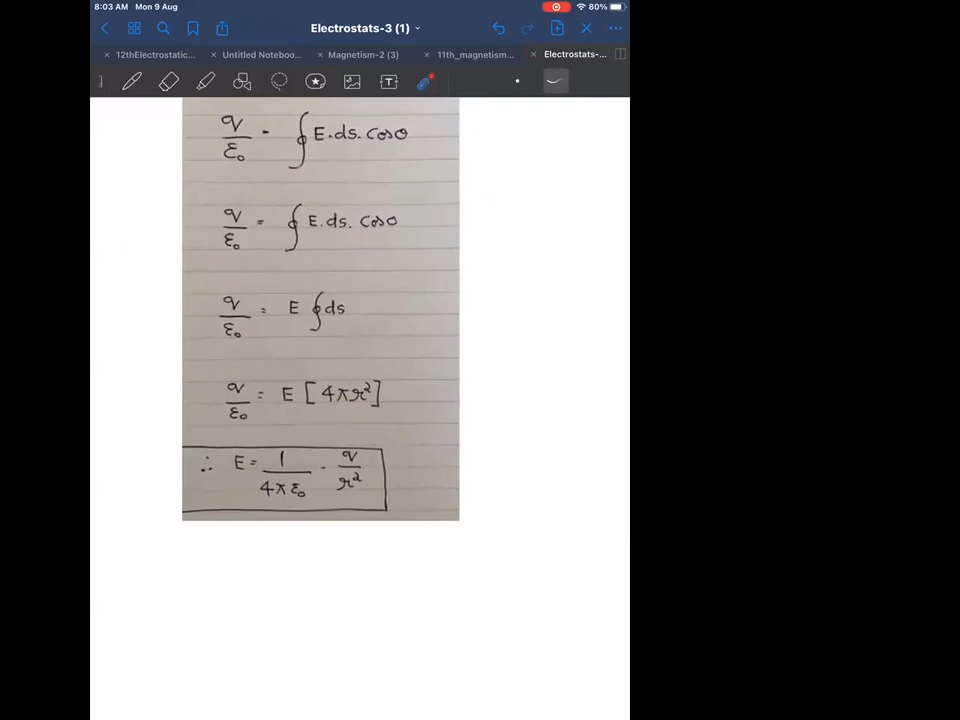 8:03 AM Mon 9 Aug
80%
Electrostats-3 (1)
12thElectrostatic...
Untitled Noteboo...
Magnetism-2 (3)
11th_magnetism...
Electrostats-...
q/ε₀ = ∮ E.ds. cosθ
q/ε₀ = ∮ E.ds. cosθ
q/ε₀ = E ∮ ds
q/ε₀ = E [4πr²]
∴ E = 1/4πε₀ · q/r²